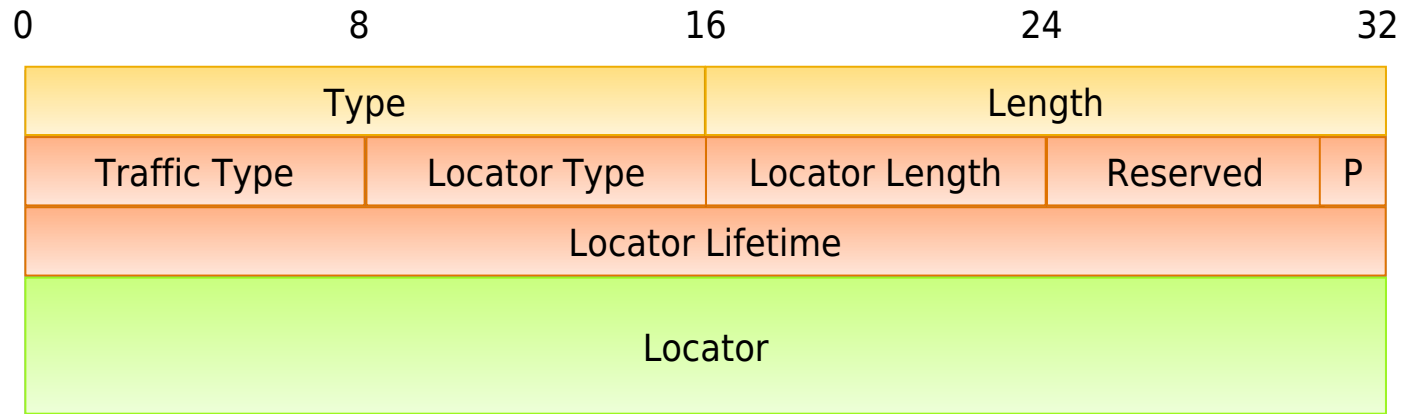 0 8 16 24 32
Type Length
Traffic Type Locator Type Locator Length Reserved P
Locator Lifetime
Locator